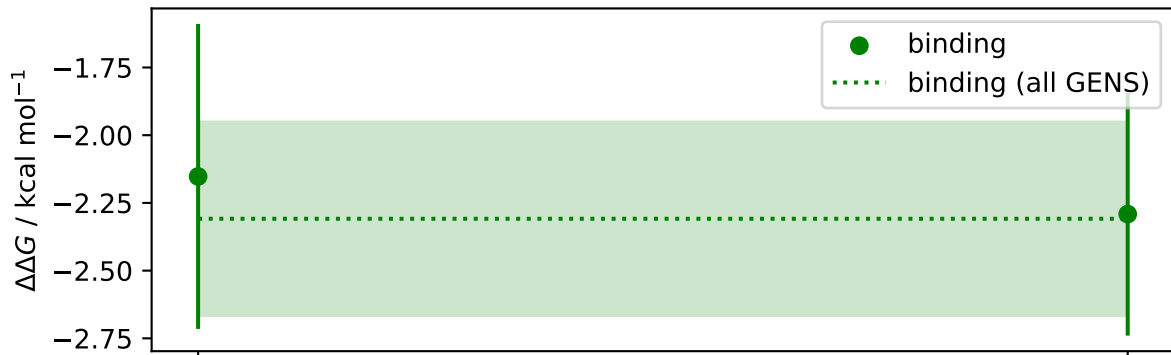 binding
binding (all GENS)
−1.75
−2.00
−2.25
−2.50
−2.75
ΔΔG / kcal mol⁻¹